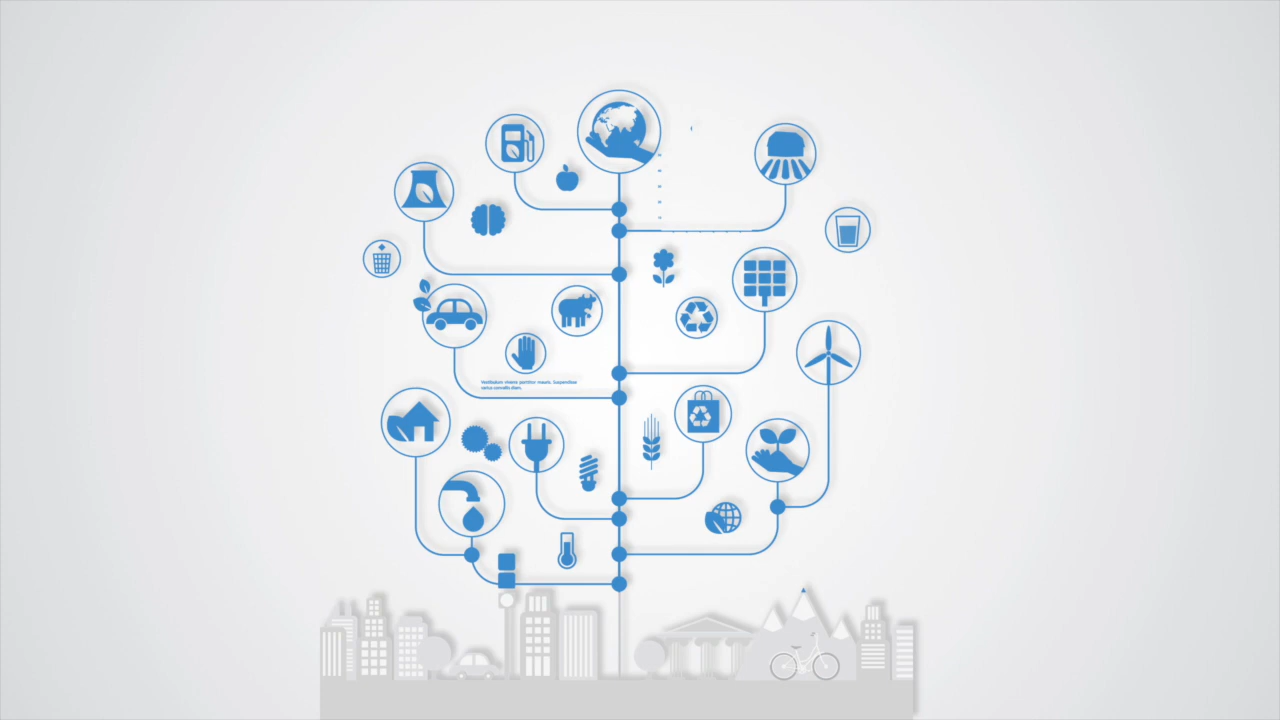 Vestibulum viverra porttitor mauris. Suspendisse
varius convallis diam.